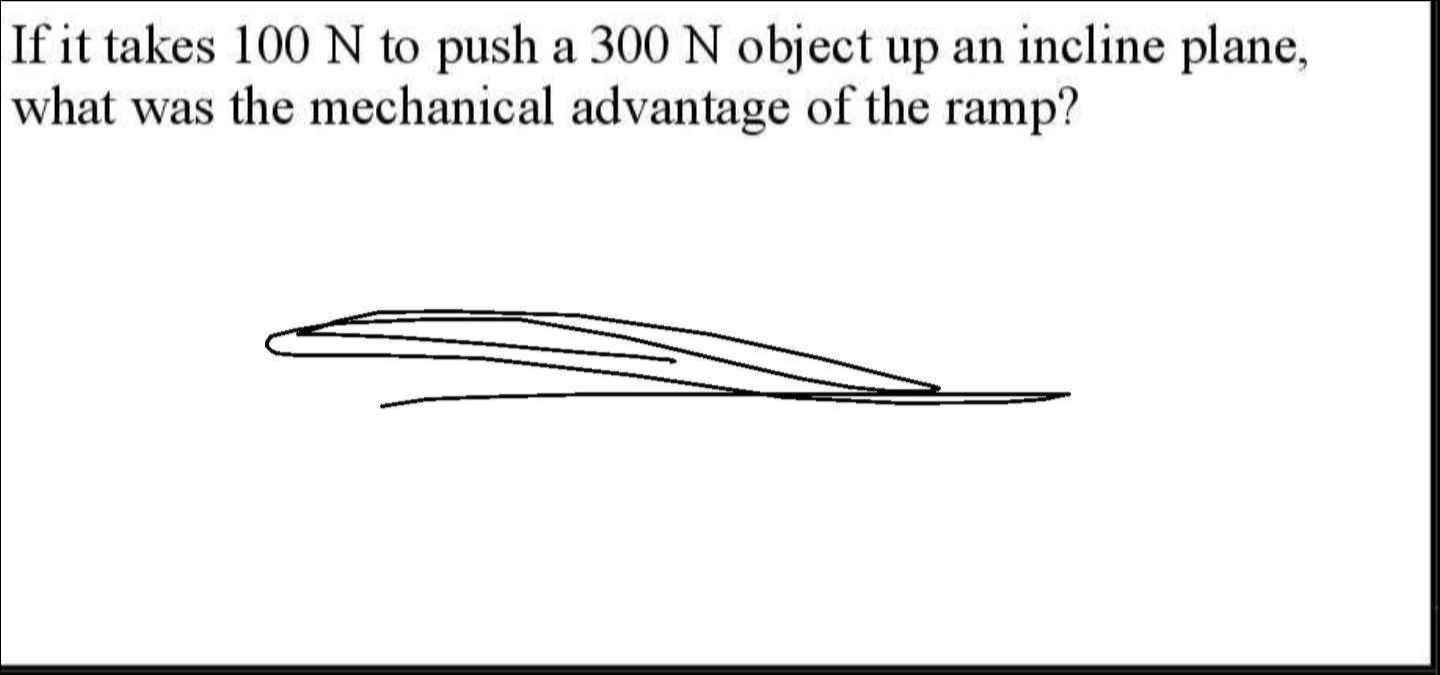 If it takes 100 N to push a 300 N object up an incline plane,
what was the mechanical advantage of the ramp?